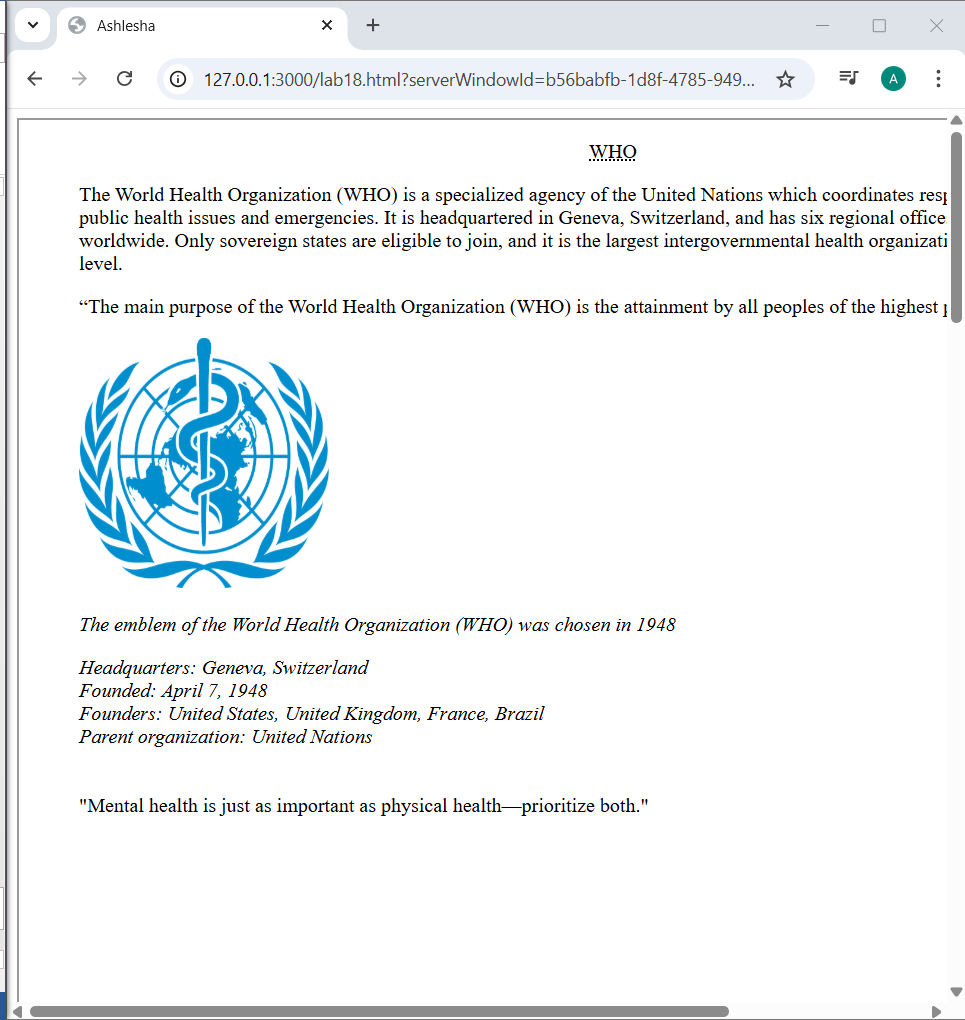 Ashlesha
127.0.0.1:3000/lab18.html?serverWindowId=b56babfb-1d8f-4785-949...
A
WHO
The World Health Organization (WHO) is a specialized agency of the United Nations which coordinates
public health issues and emergencies. It is headquartered in Geneva, Switzerland, and has six regional
worldwide. Only sovereign states are eligible to join, and it is the largest intergovernmental health
level.
“The main purpose of the World Health Organization (WHO) is the attainment by all peoples of the highest
The emblem of the World Health Organization (WHO) was chosen in 1948
Headquarters: Geneva, Switzerland
Founded: April 7, 1948
Founders: United States, United Kingdom, France, Brazil
Parent organization: United Nations
"Mental health is just as important as physical health—prioritize both."